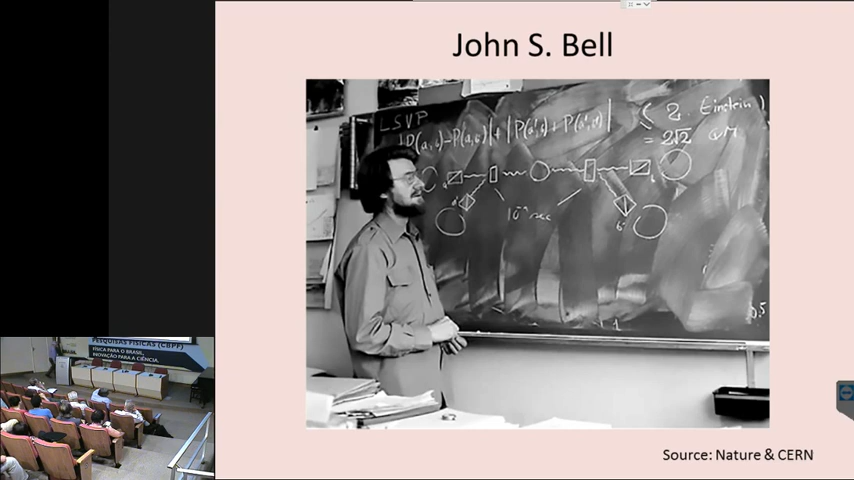 John S. Bell
LSVP
|P(a,b)-P(a,b')|+|P(a',b)+P(a',b')|
≤ 2 Einstein)
= 2√2 QM
10⁻⁹ sec
PESQUISAS FÍSICAS (CBPF)
FÍSICA PARA O BRASIL,
INOVAÇÃO PARA A CIÊNCIA.
Source: Nature & CERN